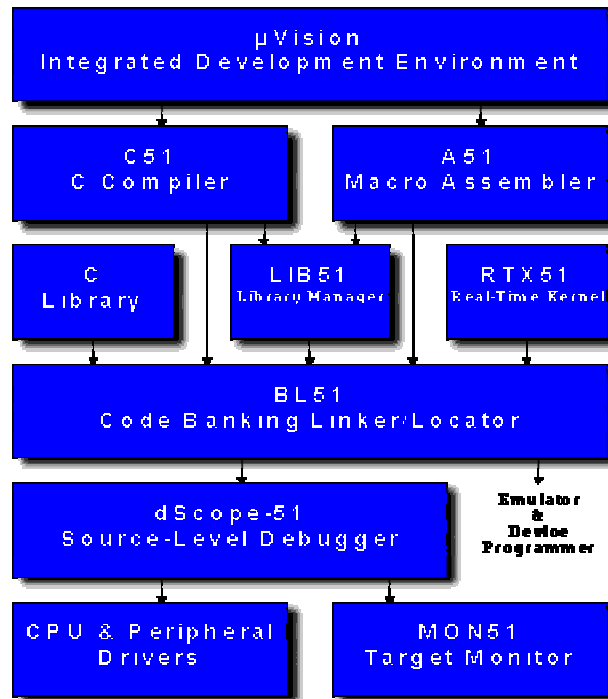 µVision
Integrated Development Environment
C51
C Compiler
A51
Macro Assembler
C
Library
LIB51
Library Manager
RTX51
Real-Time Kernel
BL51
Code Banking Linker/Locator
dScope-51
Source-Level Debugger
Emulator
&
Device
Programmer
CPU & Peripheral
Drivers
MON51
Target Monitor